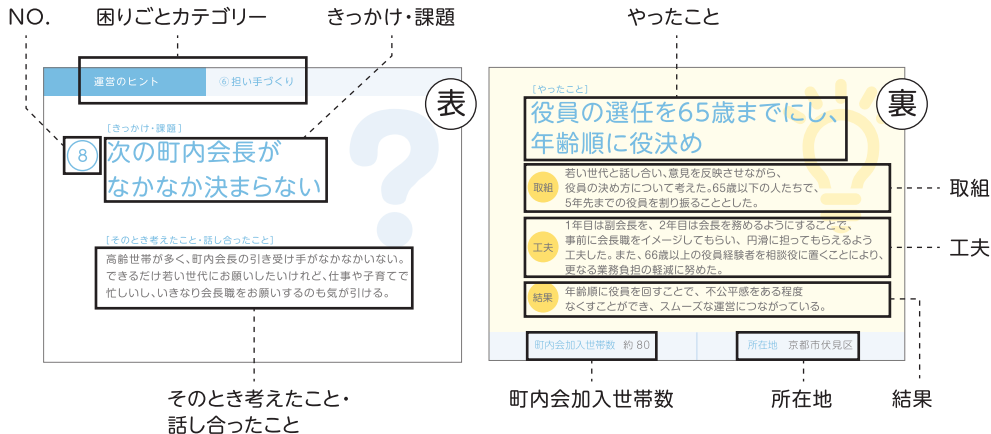 NO.
困りごとカテゴリー
きっかけ・課題
やったこと
運営のヒント
⑥担い手づくり
表
[きっかけ・課題]
8
次の町内会長が
なかなか決まらない
[そのとき考えたこと・話し合ったこと]
高齢世帯が多く、町内会長の引き受け手がなかなかいない。
できるだけ若い世代にお願いしたいけれど、仕事や子育てで
忙しいし、いきなり会長職をお願いするのも気が引ける。
そのとき考えたこと・
話し合ったこと
裏
[やったこと]
役員の選任を65歳までにし、
年齢順に役決め
取組
若い世代と話し合い、意見を反映させながら、
役員の決め方について考えた。65歳以下の人たちで、
5年先までの役員を割り振ることとした。
取組
工夫
1年目は副会長を、2年目は会長を務めるようにすることで、
事前に会長職をイメージしてもらい、円滑に担ってもらえるよう
工夫した。また、66歳以上の役員経験者を相談役に置くことにより、
更なる業務負担の軽減に努めた。
工夫
結果
年齢順に役員を回すことで、不公平感をある程度
なくすことができ、スムーズな運営につながっている。
町内会加入世帯数 約80
所在地 京都市伏見区
町内会加入世帯数
所在地
結果